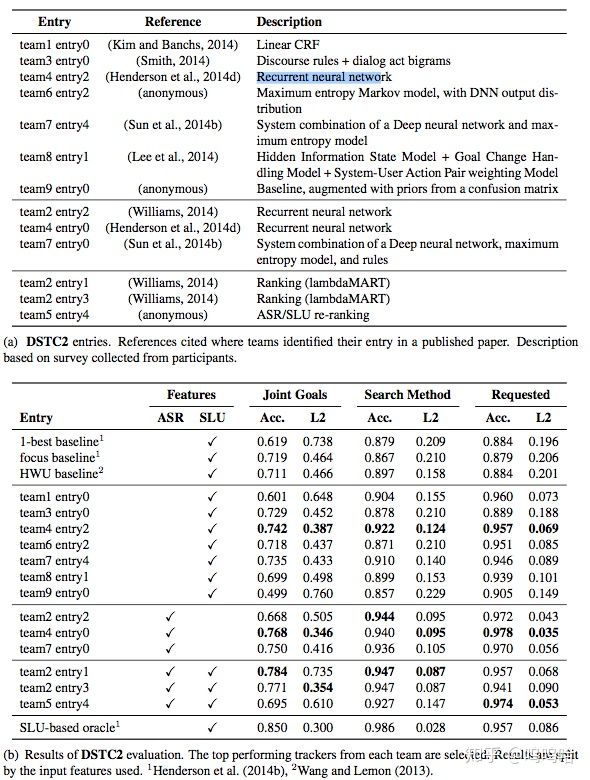 Entry Reference Description
team1 entry0 (Kim and Banchs, 2014) Linear CRF
team3 entry0 (Smith, 2014) Discourse rules + dialog act bigrams
team4 entry2 (Henderson et al., 2014d) Recurrent neural network
team6 entry2 (anonymous) Maximum entropy Markov model, with DNN output dis-
tribution
team7 entry4 (Sun et al., 2014b) System combination of a Deep neural network and max-
imum entropy model
team8 entry1 (Lee et al., 2014) Hidden Information State Model + Goal Change Han-
dling Model + System-User Action Pair weighting Model
team9 entry0 (anonymous) Baseline, augmented with priors from a confusion matrix
team2 entry2 (Williams, 2014) Recurrent neural network
team4 entry0 (Henderson et al., 2014d) Recurrent neural network
team7 entry0 (Sun et al., 2014b) System combination of a Deep neural network, maximum
entropy model, and rules
team2 entry1 (Williams, 2014) Ranking (lambdaMART)
team2 entry3 (Williams, 2014) Ranking (lambdaMART)
team5 entry4 (anonymous) ASR/SLU re-ranking
(a) DSTC2 entries. References cited where teams identified their entry in a published paper. Description
based on survey collected from participants.
Features Joint Goals Search Method Requested
Entry ASR SLU Acc. L2 Acc. L2 Acc. L2
1-best baseline1 ✓ 0.619 0.738 0.879 0.209 0.884 0.196
focus baseline1 ✓ 0.719 0.464 0.867 0.210 0.879 0.206
HWU baseline2 ✓ 0.711 0.466 0.897 0.158 0.884 0.201
team1 entry0 ✓ 0.601 0.648 0.904 0.155 0.960 0.073
team3 entry0 ✓ 0.729 0.452 0.878 0.210 0.889 0.188
team4 entry2 ✓ 0.742 0.387 0.922 0.124 0.957 0.069
team6 entry2 ✓ 0.718 0.437 0.871 0.210 0.951 0.085
team7 entry4 ✓ 0.735 0.433 0.910 0.140 0.946 0.089
team8 entry1 ✓ 0.699 0.498 0.899 0.153 0.939 0.101
team9 entry0 ✓ 0.499 0.760 0.857 0.229 0.905 0.149
team2 entry2 ✓ 0.668 0.505 0.944 0.095 0.972 0.043
team4 entry0 ✓ 0.768 0.346 0.940 0.095 0.978 0.035
team7 entry0 ✓ 0.750 0.416 0.936 0.105 0.970 0.056
team2 entry1 ✓ ✓ 0.784 0.735 0.947 0.087 0.957 0.068
team2 entry3 ✓ ✓ 0.771 0.354 0.947 0.087 0.941 0.090
team5 entry4 ✓ ✓ 0.695 0.610 0.927 0.147 0.974 0.053
SLU-based oracle1 ✓ 0.850 0.300 0.986 0.028 0.957 0.086
(b) Results of DSTC2 evaluation. The top performing trackers from each team are selected. Results are split
by the input features used. 1Henderson et al. (2014b), 2Wang and Lemon (2013).